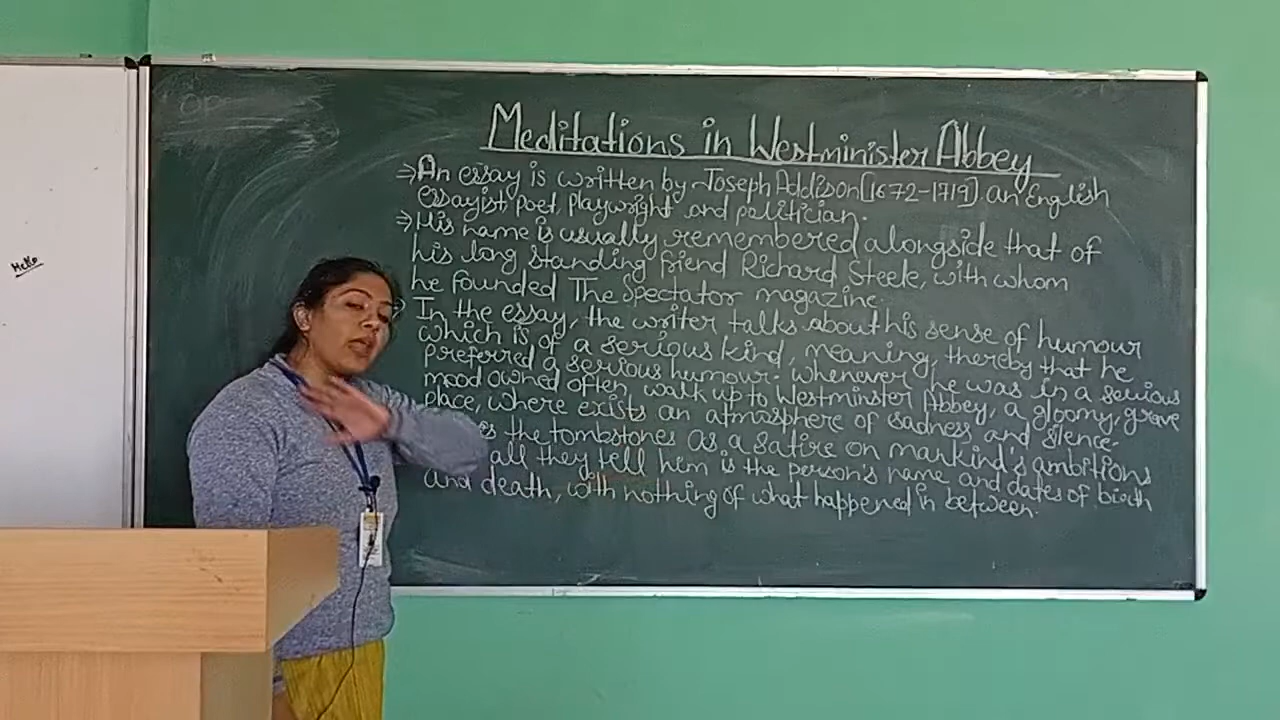 Hello
Meditations in Westminister Abbey
⇒ An essay is written by Joseph Addison [1672-1719]. an English
essayist, Poet, Playwright and politician.
⇒ His name is usually remembered alongside that of
his long standing friend Richard Steele, with whom
he founded The Spectator magazine.
In the essay, the writer talks about his sense of humour
which is of a serious kind, meaning, thereby that he
preferred a serious humour. Whenever he was in a serious
mood often walk up to Westminster Abbey, a gloomy, grave
place, where exists an atmosphere of sadness and silence.
the tombstones as a satire on mankind's ambitions
all they tell him is the person's name and dates of birth
and death, with nothing of what happened in between.